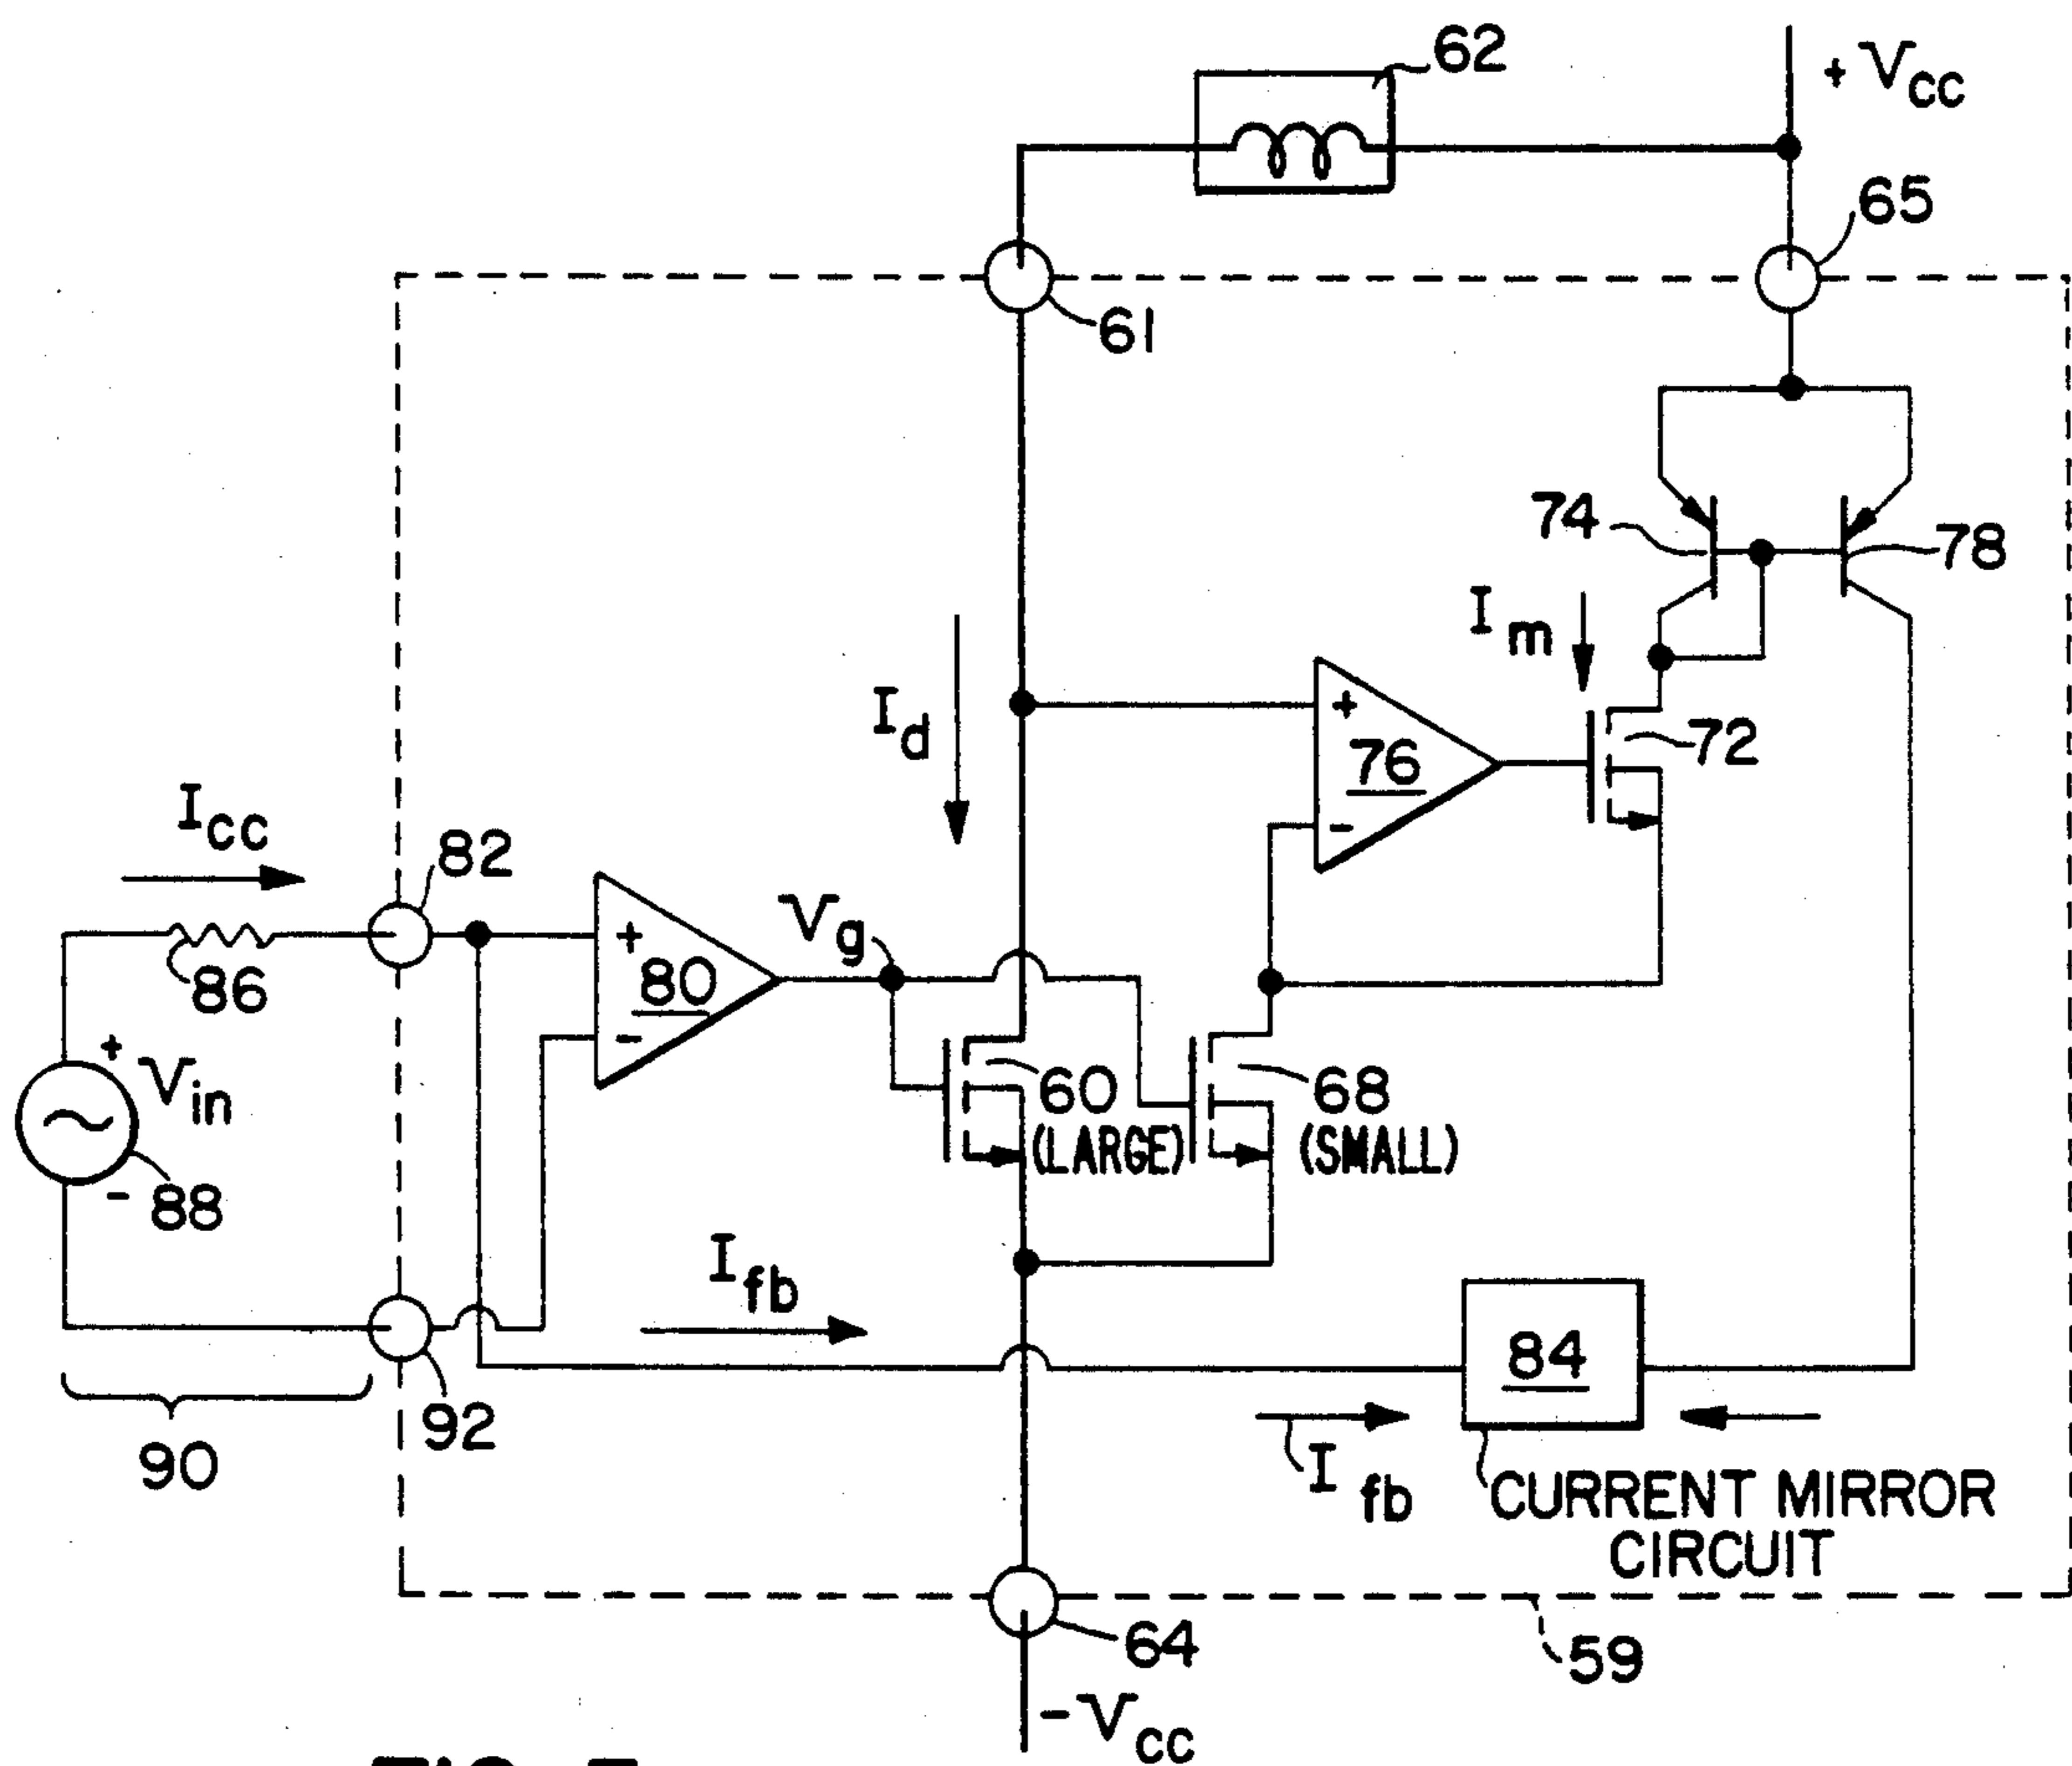 62
+ Vcc
65
61
74
78
Im
Id
+
76
72
-
Icc
82
+
80
-
Vg
86
+
Vin
60
(LARGE)
68
(SMALL)
- 88
Ifb
84
92
90
Ifb
CURRENT MIRROR
CIRCUIT
64
59
-Vcc